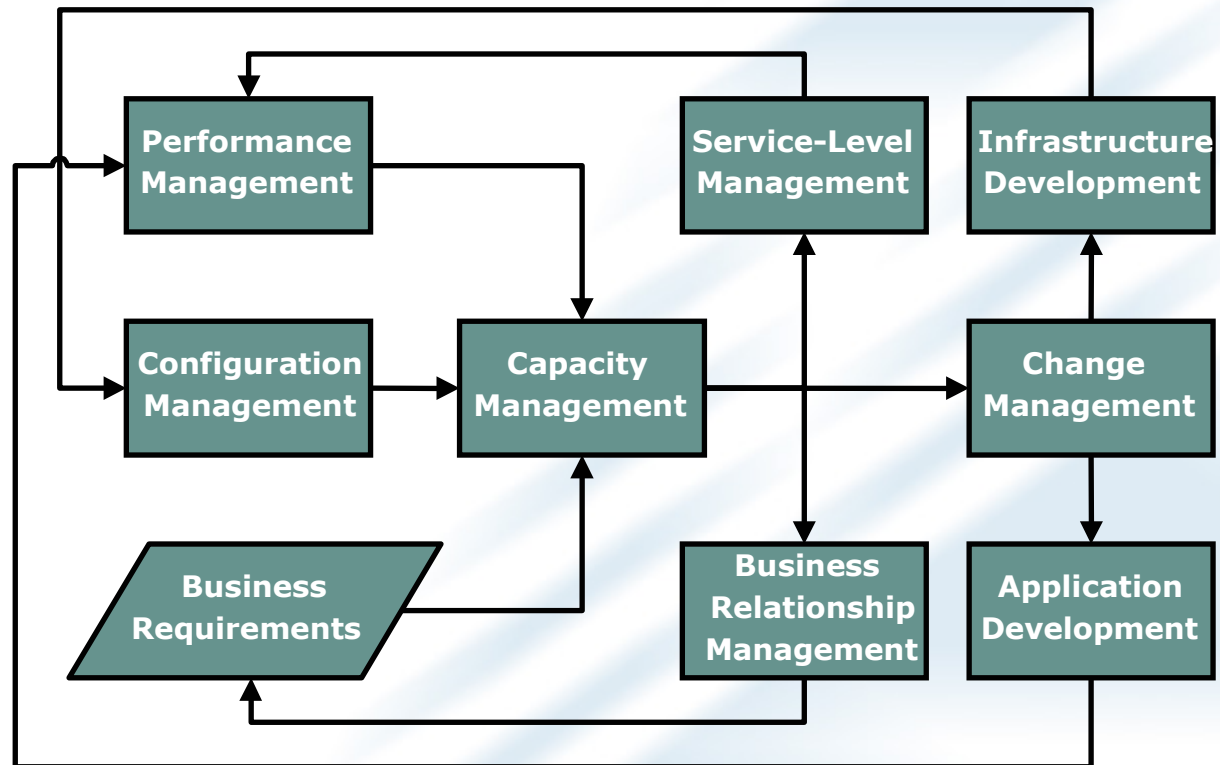 Performance
Management
Service-Level
Management
Infrastructure
Development
Configuration
Management
Capacity
Management
Change
Management
Business
Requirements
Business
Relationship
Management
Application
Development